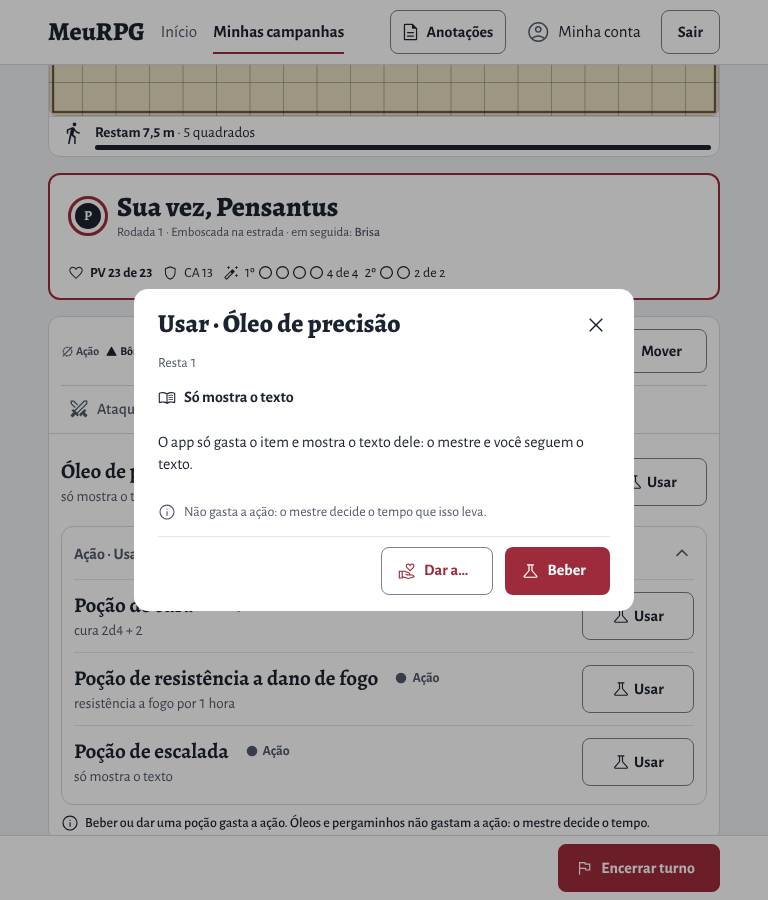 MeuRPG Início Minhas campanhas Anotações Minha conta Sair
Restam 7,5 m · 5 quadrados
P
Sua vez, Pensantus
Rodada 1 · Emboscada na estrada · em seguida: Brisa
PV 23 de 23 CA 13 1º 4 de 4 2º 2 de 2
Usar · Óleo de precisão
Resta 1
Só mostra o texto
O app só gasta o item e mostra o texto dele: o mestre e você seguem o
texto.
Não gasta a ação: o mestre decide o tempo que isso leva.
Dar a... Beber
Ação Mover
Óleo de
só mostra o Usar
Ação ·
Poção de Usar
cura 2d4 + 2
Poção de resistência a dano de fogo Ação Usar
resistência a fogo por 1 hora
Poção de escalada Ação Usar
só mostra o texto
Beber ou dar uma poção gasta a ação. Óleos e pergaminhos não gastam a ação: o mestre decide o tempo.
Encerrar turno